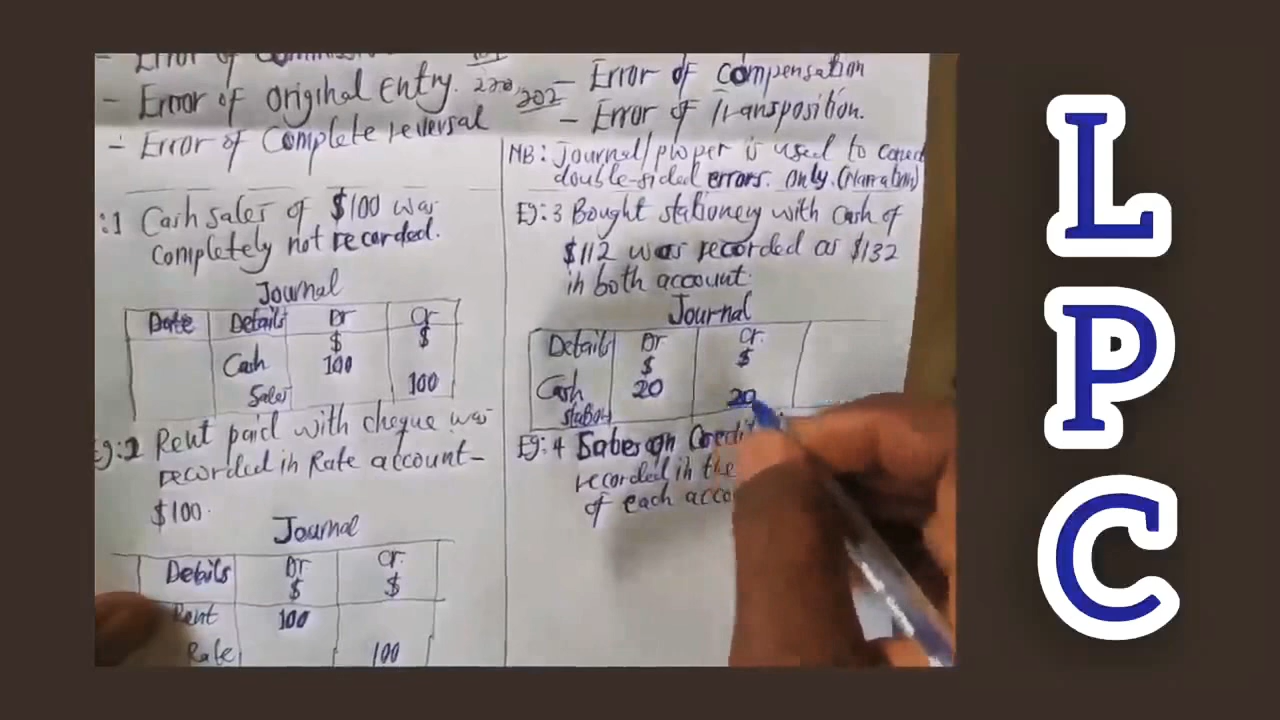 - Error of
- Error of Original Entry. 220, 202
- Error of Complete reversal
:1 Cash sales of $100 was
completely not recorded.
Journal
Date Details Dr Cr
$ $
Cash 100
Sales 100
Eg:2 Rent paid with cheque was
recorded in Rate account-
$100.
Journal
Details Dr Cr.
$ $
Rent 100
Rate 100
- Error of Compensation
- Error of Transposition.
NB: Journal/proper is used to correct
double-sided errors. only. (Narration)
Eg:3 Bought stationery with Cash of
$112 was recorded as $132
in both account.
Journal
Details Dr Cr.
$ $
Cash 20 20
Eg:4 on Credit
recorded in the
of each acco
L
P
C